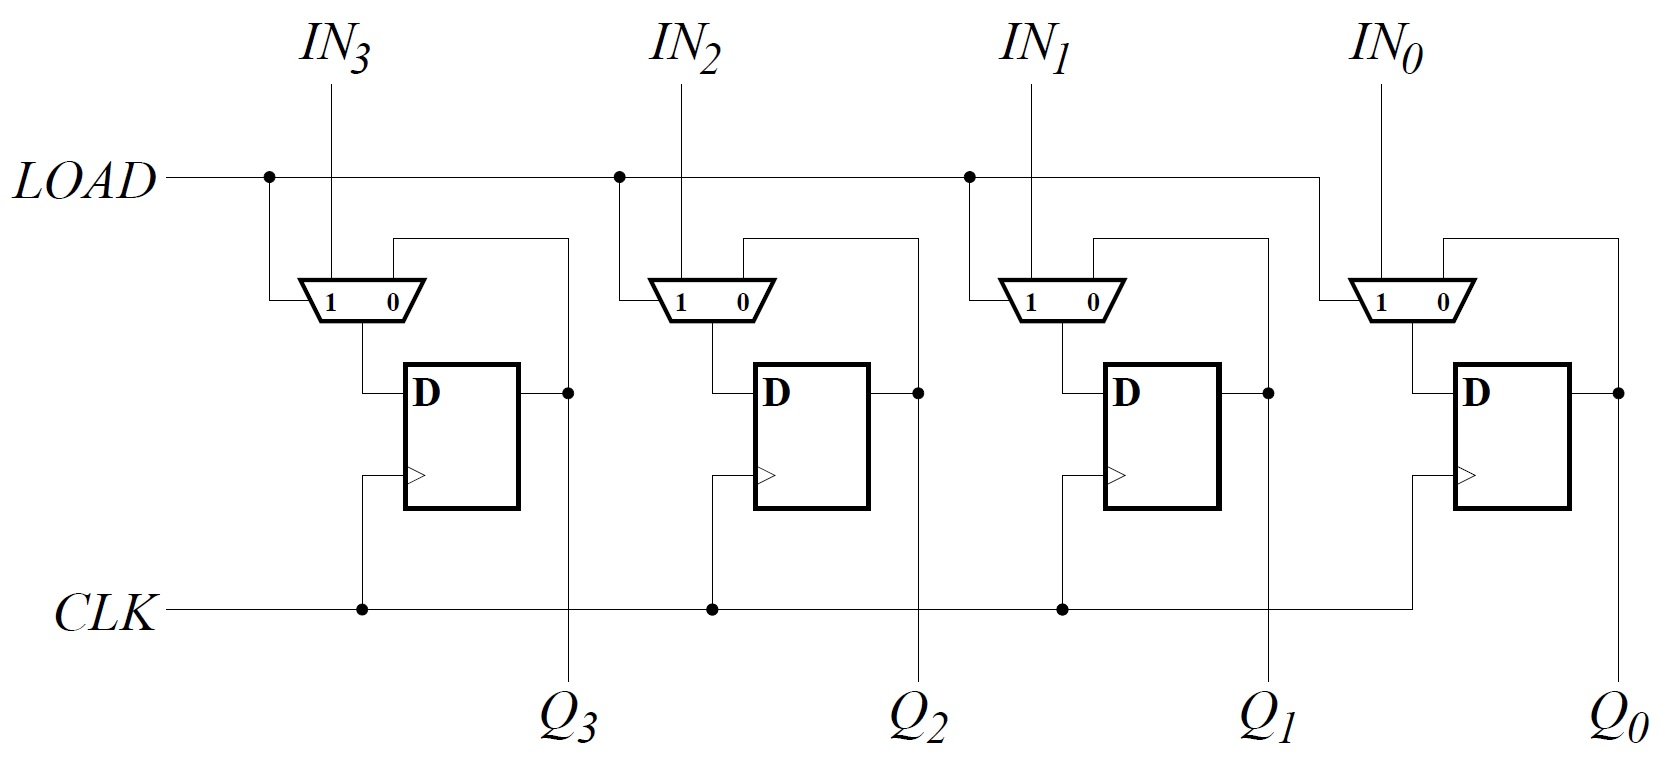 IN3 IN2 IN1 IN0
LOAD
1 0 1 0 1 0 1 0
D D D D
CLK
Q3 Q2 Q1 Q0